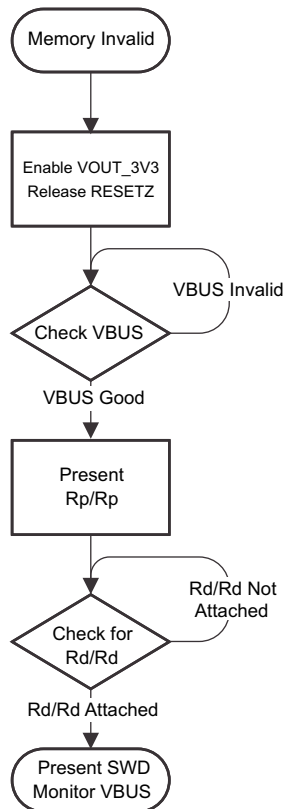 Memory Invalid
Enable VOUT_3V3
Release RESETZ
VBUS Invalid
Check VBUS
VBUS Good
Present
Rp/Rp
Rd/Rd Not
Attached
Check for
Rd/Rd
Rd/Rd Attached
Present SWD
Monitor VBUS